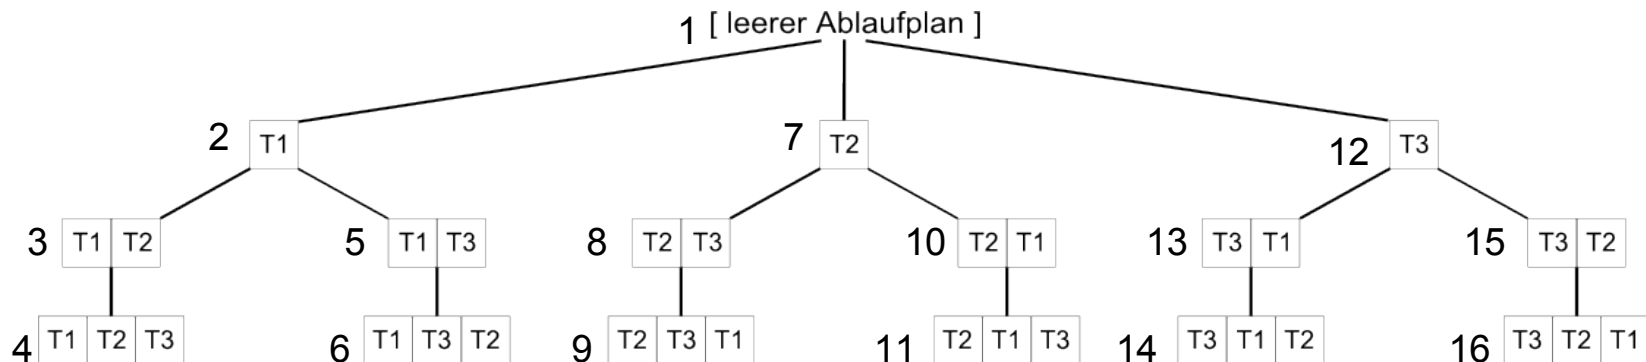 1 [ leerer Ablaufplan ]
2 T1 7 T2 12 T3
3 T1 T2 5 T1 T3 8 T2 T3 10 T2 T1 13 T3 T1 15 T3 T2
4 T1 T2 T3 6 T1 T3 T2 9 T2 T3 T1 11 T2 T1 T3 14 T3 T1 T2 16 T3 T2 T1